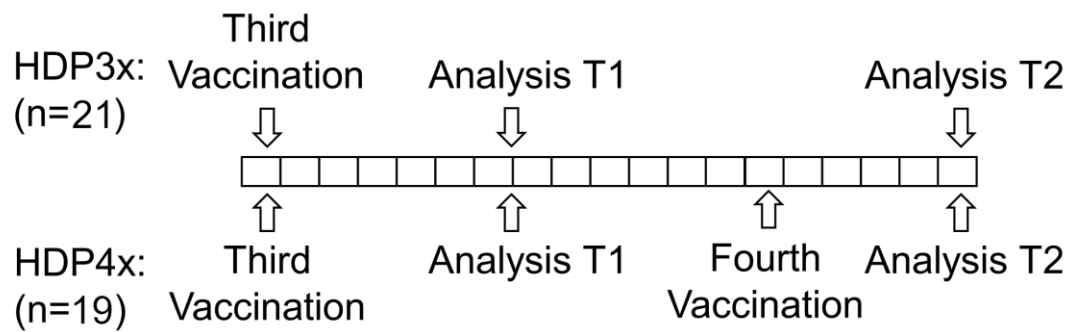 HDP3x:
(n=21)
Third
Vaccination
Analysis T1
Analysis T2
HDP4x:
(n=19)
Third
Vaccination
Analysis T1
Fourth
Vaccination
Analysis T2